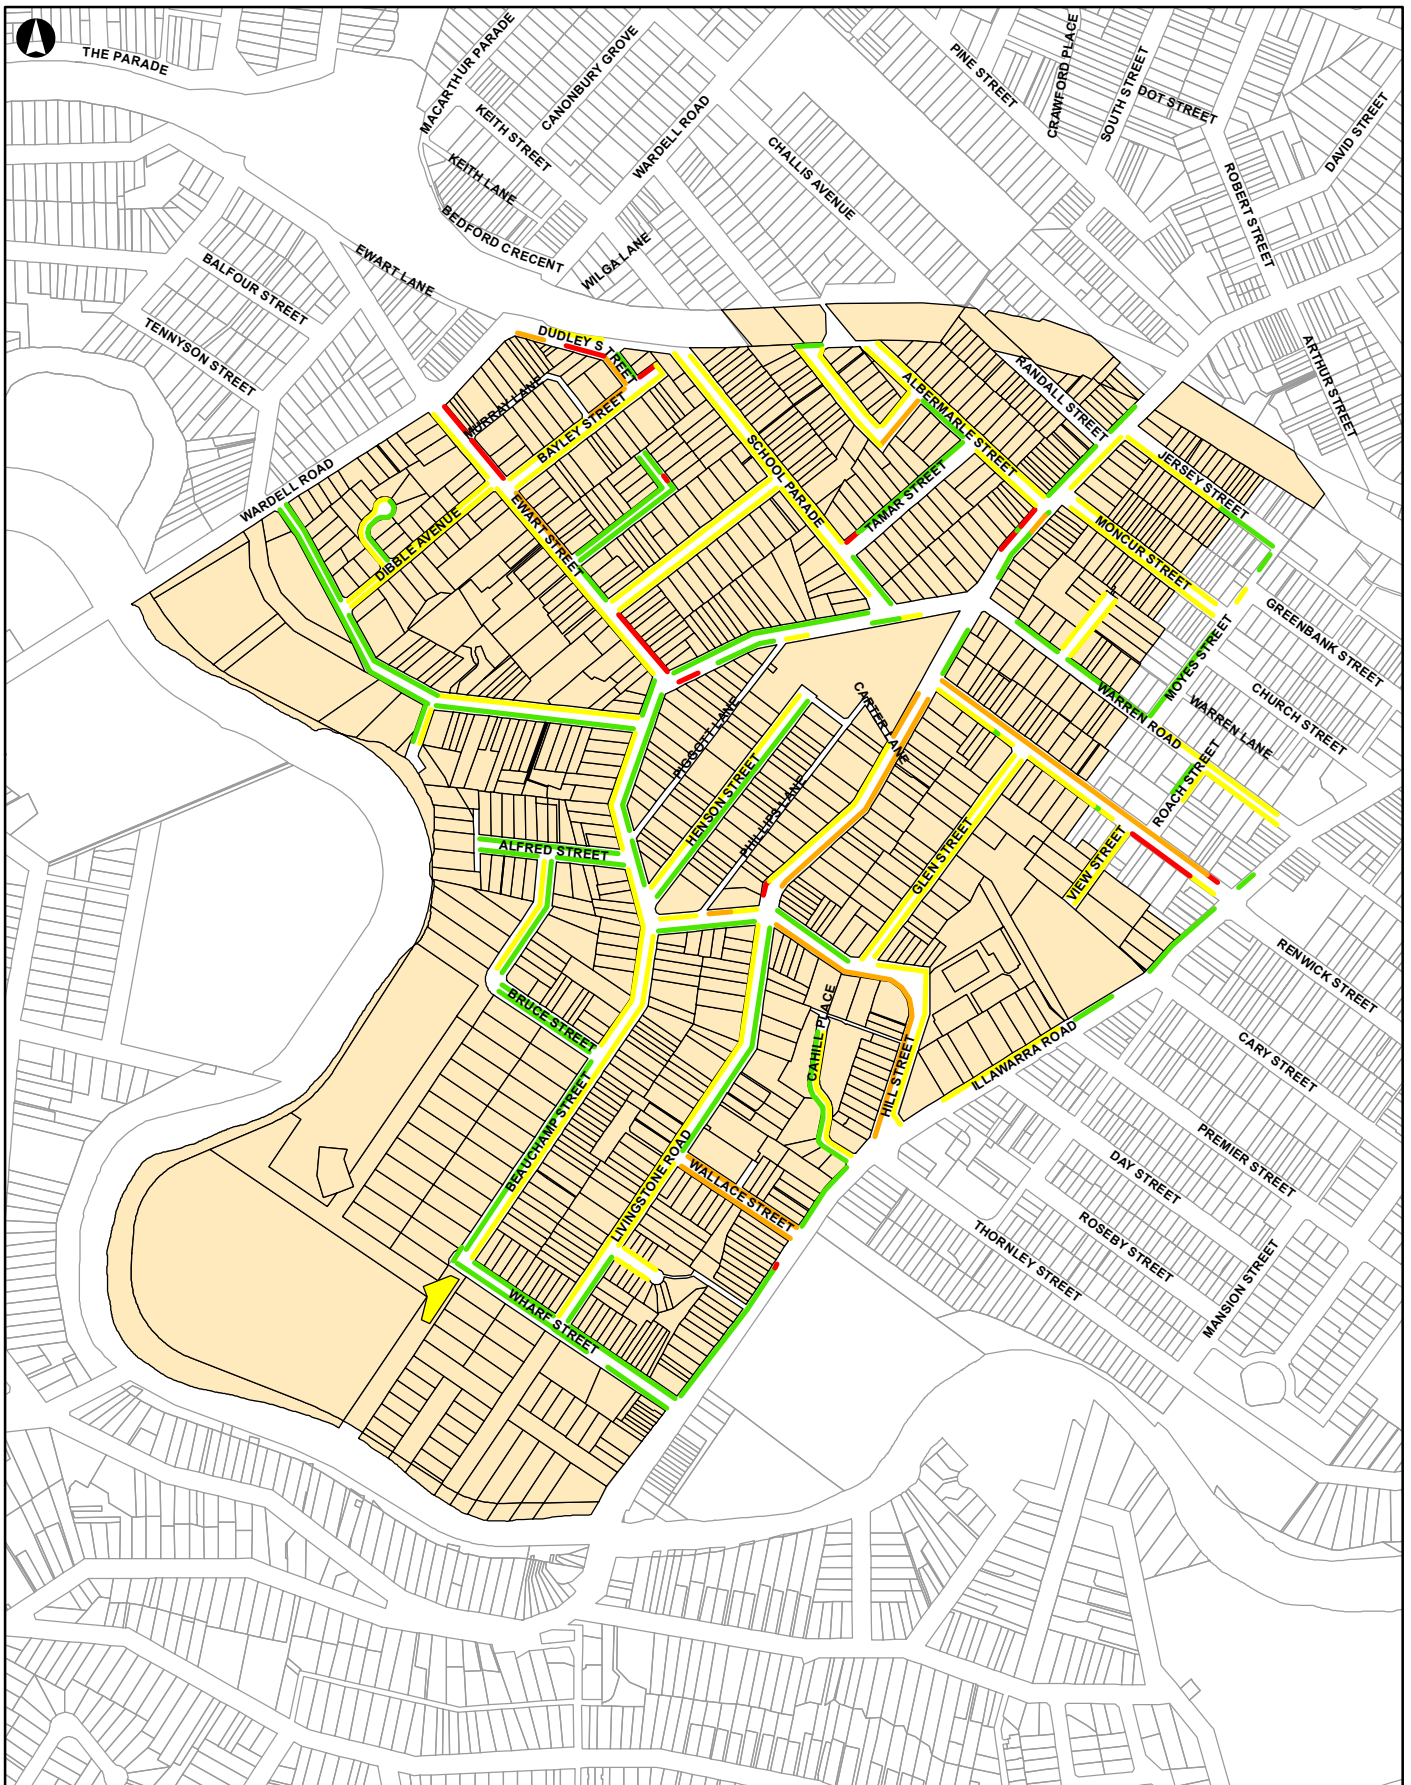 THE PARADE
MACARTHUR PARADE
CANONBURY GROVE
KEITH STREET
KEITH LANE
BEDFORD CRECENT
WARDELL ROAD
WILGA LANE
CHALLIS AVENUE
PINE STREET
CRAWFORD PLACE
SOUTH STREET
DOT STREET
DAVID STREET
ROBERT STREET
ARTHUR STREET
EWART LANE
BALFOUR STREET
TENNYSON STREET
DUDLEY STREET
MURRAY LANE
BAYLEY STREET
WARDELL ROAD
DIBBLE AVENUE
EWART STREET
SCHOOL PARADE
ALBERMARLE STREET
RANDALL STREET
TAMAR STREET
JERSEY STREET
MONCUR STREET
GREENBANK STREET
MOYES STREET
CHURCH STREET
WARREN ROAD
WARREN LANE
ROACH STREET
CARTER LANE
PIGGOTT LANE
HENSON STREET
PHILLIPS LANE
GLEN STREET
VIEW STREET
ALFRED STREET
BRUCE STREET
CAHILL PLACE
HILL STREET
ILLAWARRA ROAD
RENWICK STREET
CARY STREET
PREMIER STREET
DAY STREET
ROSEBY STREET
THORNLEY STREET
MANSION STREET
BEAUCHAMP STREET
LIVINGSTONE ROAD
WALLACE STREET
WHARF STREET